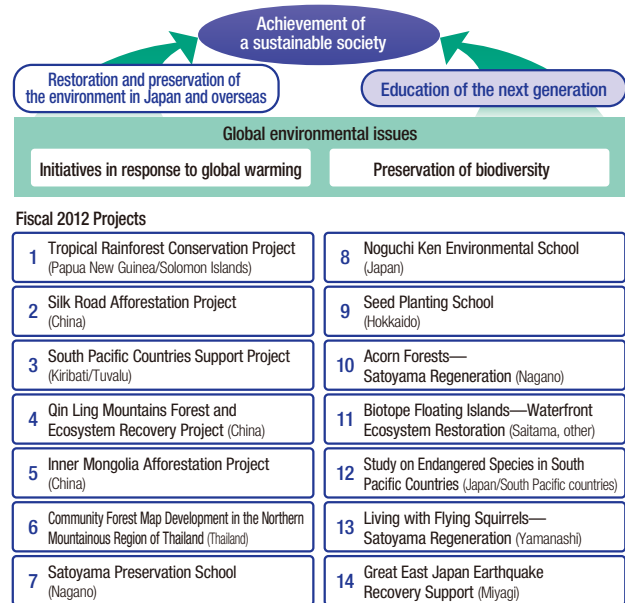 Achievement of
a sustainable society
Restoration and preservation of
the environment in Japan and overseas
Education of the next generation
Global environmental issues
Initiatives in response to global warming
Preservation of biodiversity
Fiscal 2012 Projects
1 Tropical Rainforest Conservation Project
(Papua New Guinea/Solomon Islands)
2 Silk Road Afforestation Project
(China)
3 South Pacific Countries Support Project
(Kiribati/Tuvalu)
4 Qin Ling Mountains Forest and
Ecosystem Recovery Project (China)
5 Inner Mongolia Afforestation Project
(China)
6 Community Forest Map Development in the Northern
Mountainous Region of Thailand (Thailand)
7 Satoyama Preservation School
(Nagano)
8 Noguchi Ken Environmental School
(Japan)
9 Seed Planting School
(Hokkaido)
10 Acorn Forests—
Satoyama Regeneration (Nagano)
11 Biotope Floating Islands—Waterfront
Ecosystem Restoration (Saitama, other)
12 Study on Endangered Species in South
Pacific Countries (Japan/South Pacific countries)
13 Living with Flying Squirrels—
Satoyama Regeneration (Yamanashi)
14 Great East Japan Earthquake
Recovery Support (Miyagi)